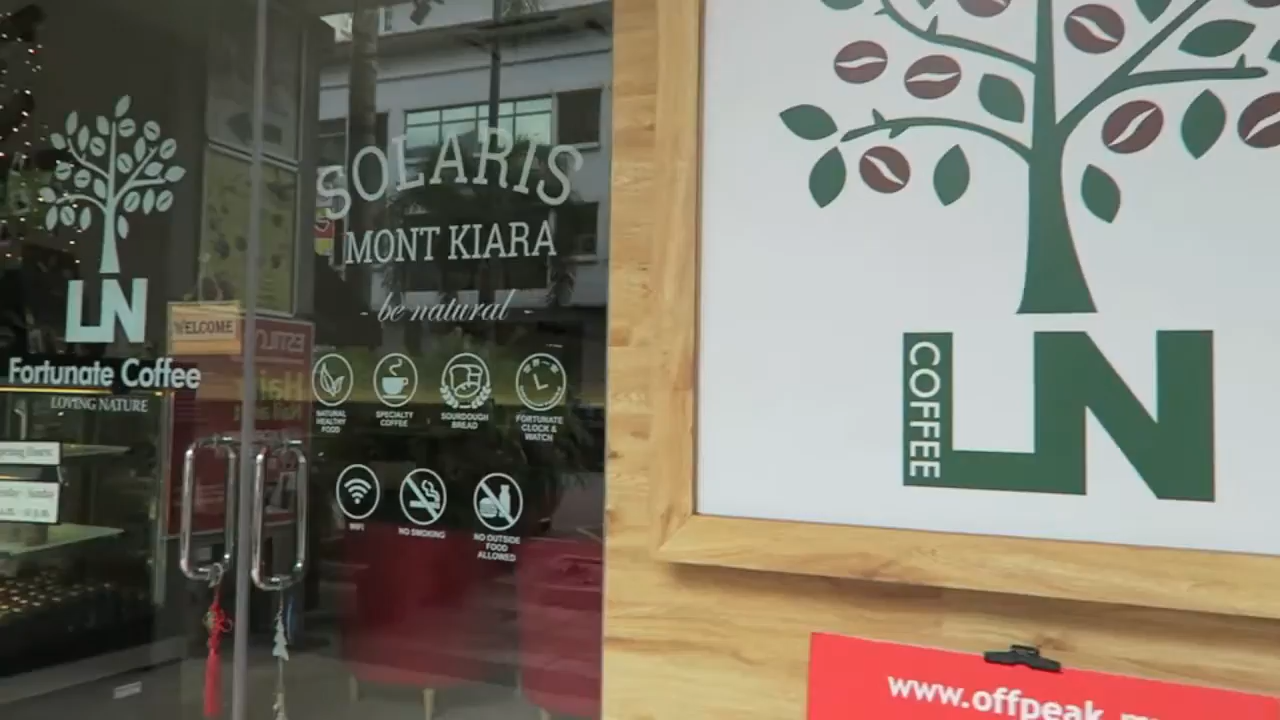 LN
Fortunate Coffee
LOVING NATURE
WELCOME
SOLARIS
MONT KIARA
- be natural -
NATURAL
HEALTHY
FOOD
SPECIALTY
COFFEE
SOURDOUGH
BREAD
FORTUNATE
CLOCK &
WATCH
WIFI
NO SMOKING
NO OUTSIDE
FOOD
ALLOWED
COFFEE
LN
www.offpeak